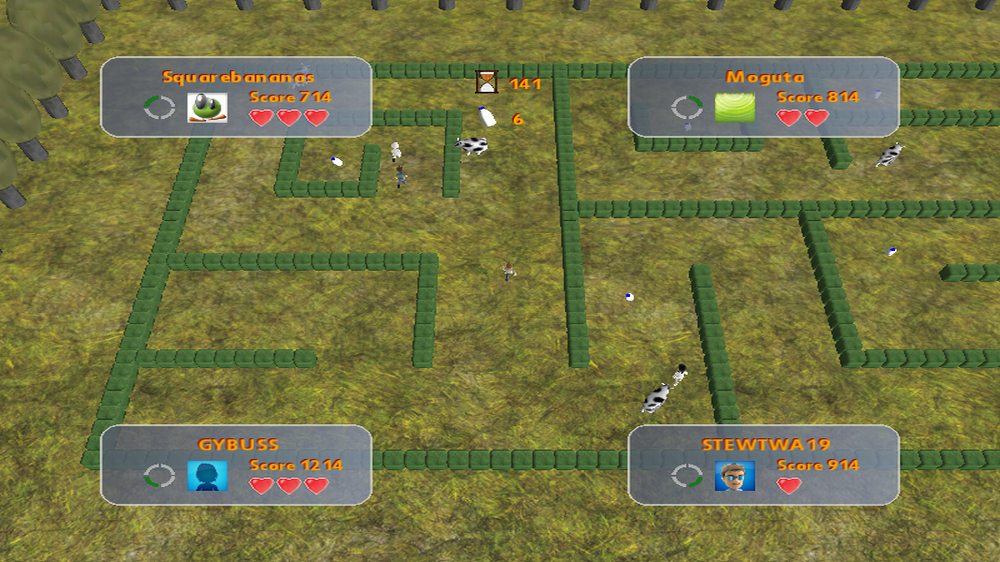 Squarebananas
Score 714
141
6
Moguta
Score 814
GYBUSS
Score 1214
STEWTWA19
Score 914